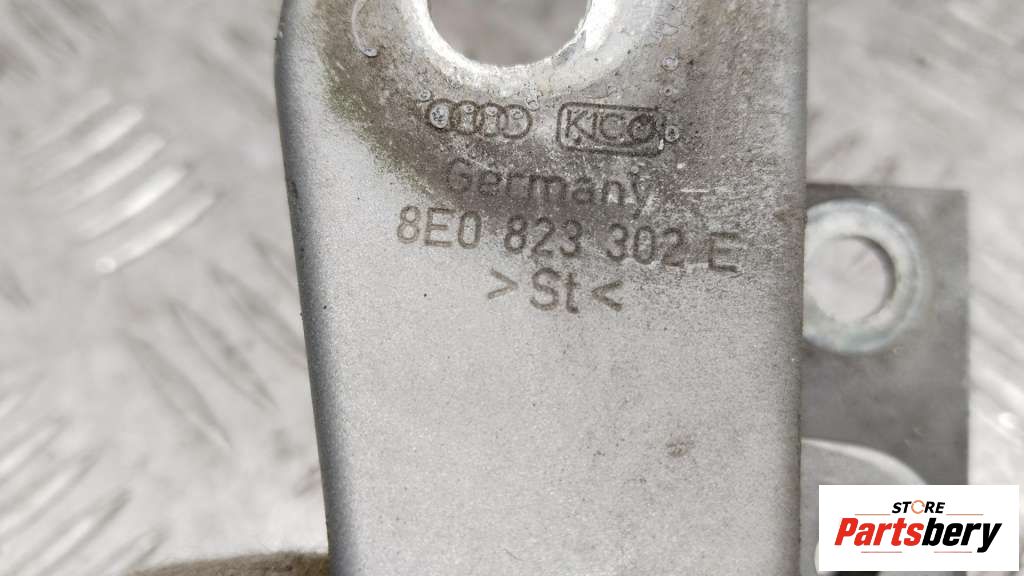 KICO
Germany
8E0 823 302 E
>St<
STORE
Partsbery